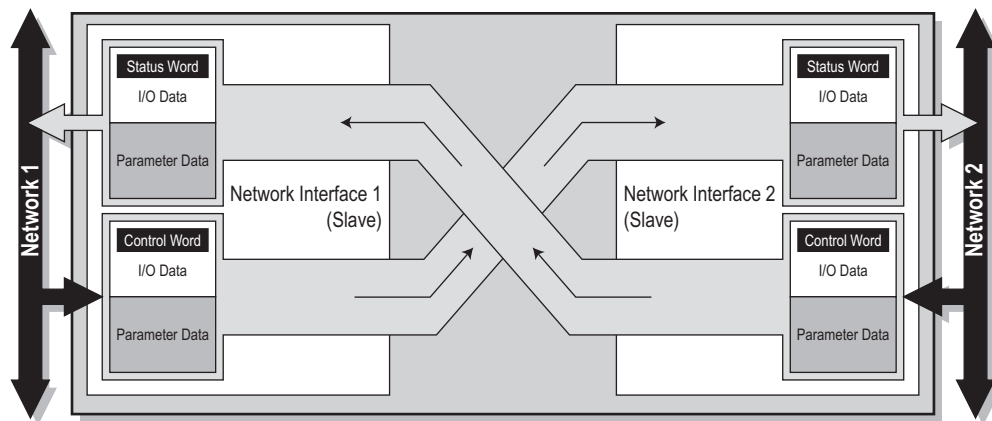 Network 1
Status Word
I/O Data
Parameter Data
Network Interface 1
(Slave)
Control Word
I/O Data
Parameter Data
Status Word
I/O Data
Parameter Data
Network Interface 2
(Slave)
Control Word
I/O Data
Parameter Data
Network 2